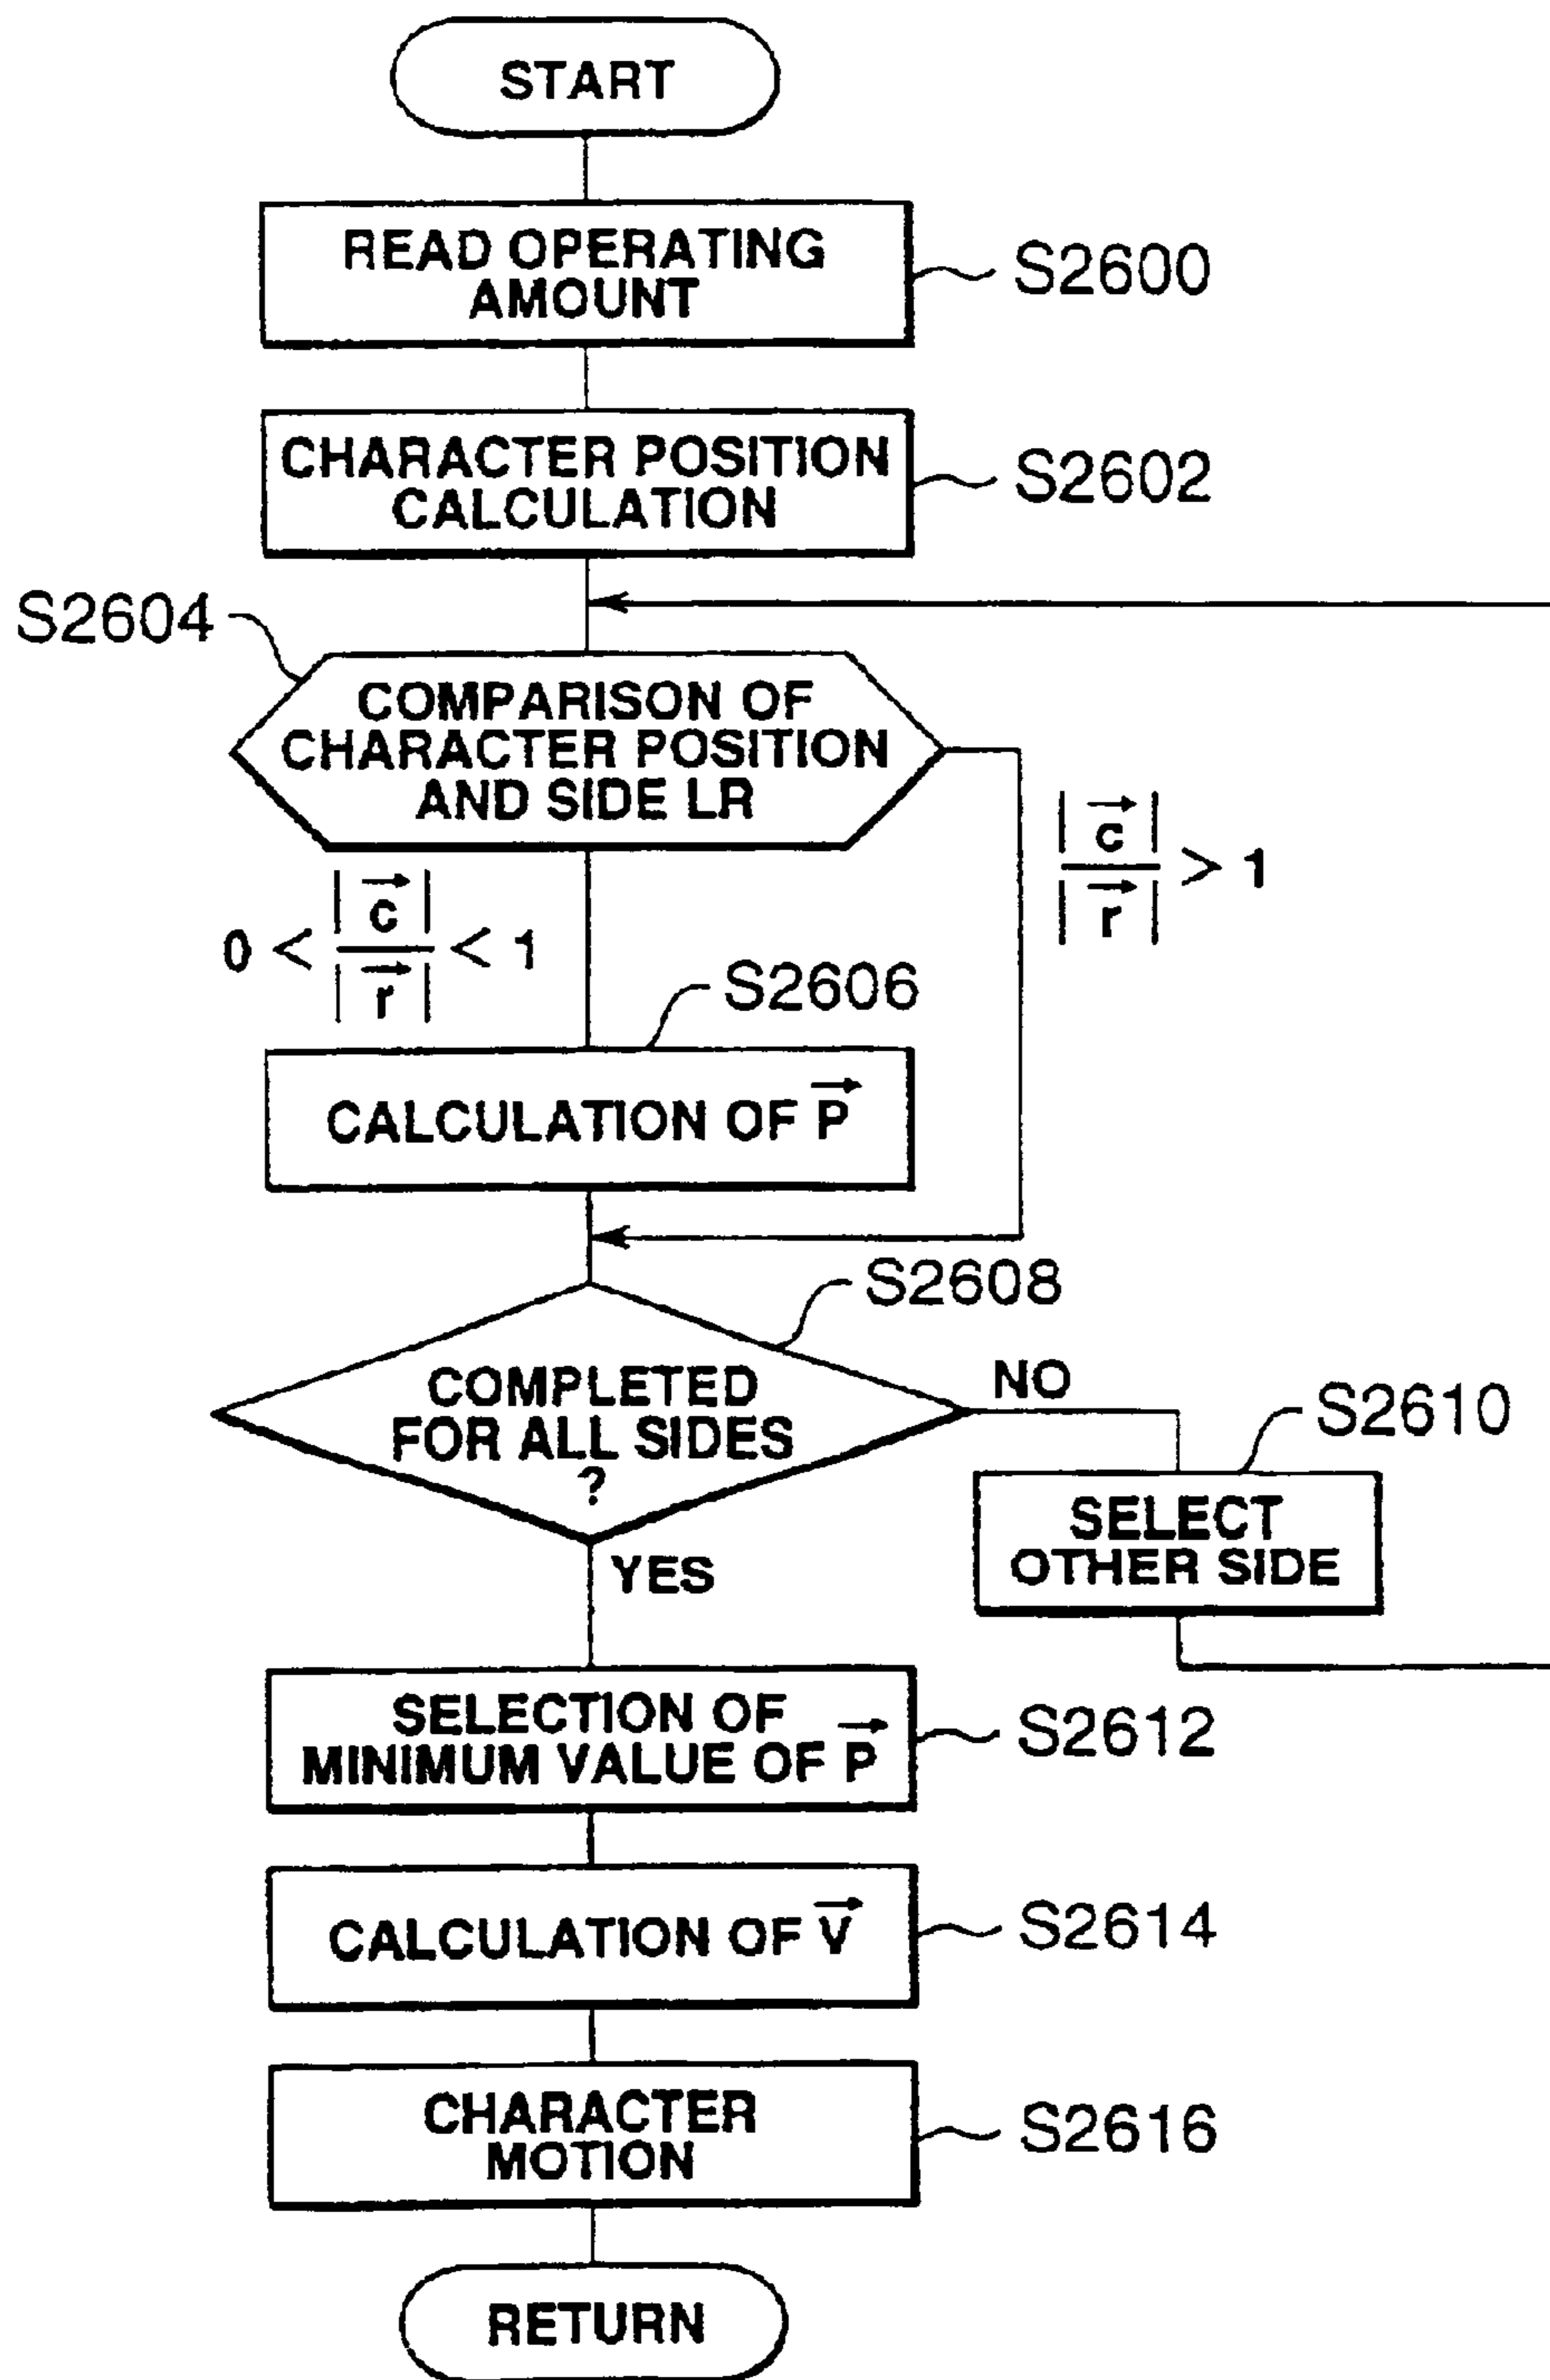 START
READ OPERATING
AMOUNT
S2600
CHARACTER POSITION
CALCULATION
S2602
S2604
COMPARISON OF
CHARACTER POSITION
AND SIDE LR
|c⃗|/|r⃗| > 1
0 < |c⃗|/|r⃗| < 1
S2606
CALCULATION OF P⃗
S2608
COMPLETED
FOR ALL SIDES
?
NO
S2610
SELECT
OTHER SIDE
YES
SELECTION OF
MINIMUM VALUE OF P⃗
S2612
CALCULATION OF V⃗
S2614
CHARACTER
MOTION
S2616
RETURN